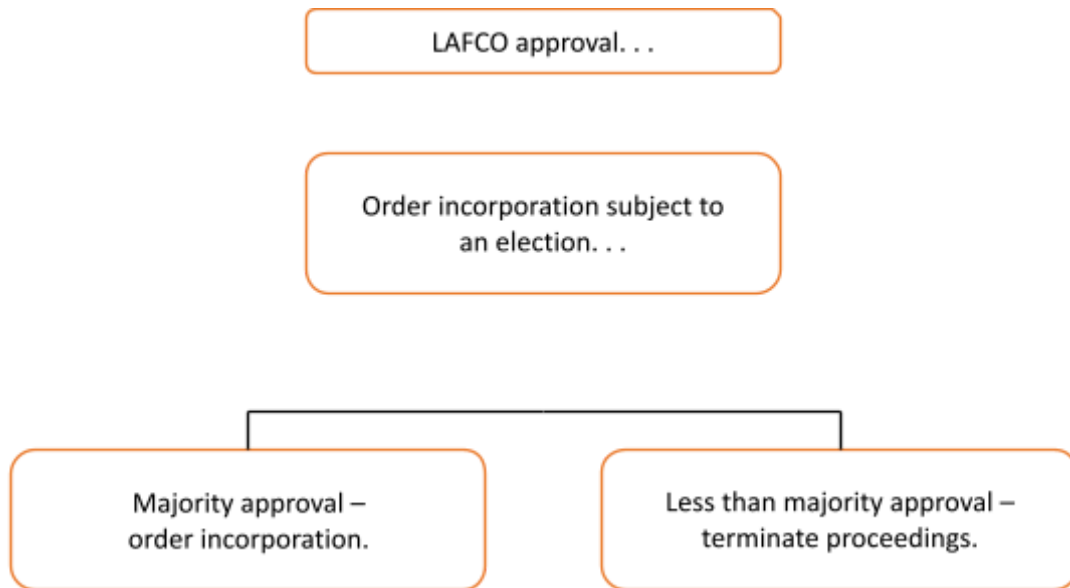 LAFCO approval. . .
Order incorporation subject to
an election. . .
Majority approval –
order incorporation.
Less than majority approval –
terminate proceedings.